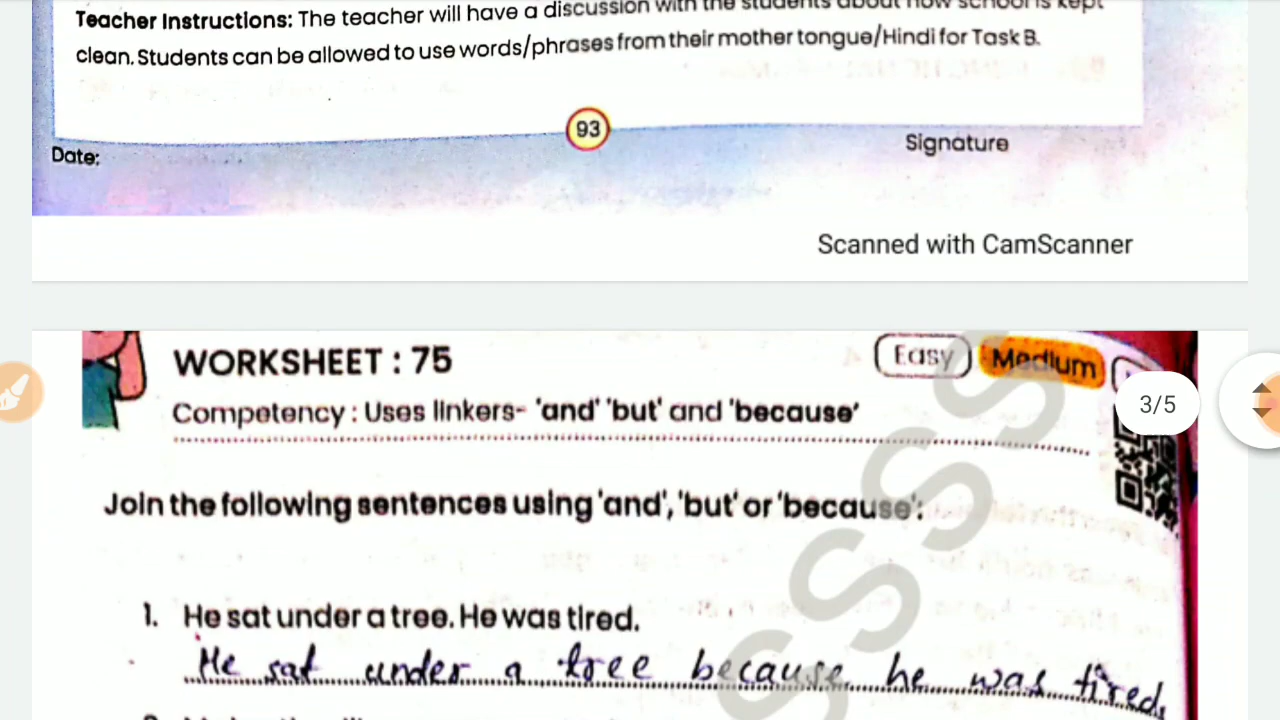 Teacher Instructions: The teacher will have a discussion with the students about how school is kept
clean. Students can be allowed to use words/phrases from their mother tongue/Hindi for Task B.
93
Date:
Signature
Scanned with CamScanner
WORKSHEET : 75
Easy
Medium
Competency : Uses linkers- 'and' 'but' and 'because'
3/5
Join the following sentences using 'and', 'but' or 'because':
1. He sat under a tree. He was tired.
He sat under a tree because he was tired.